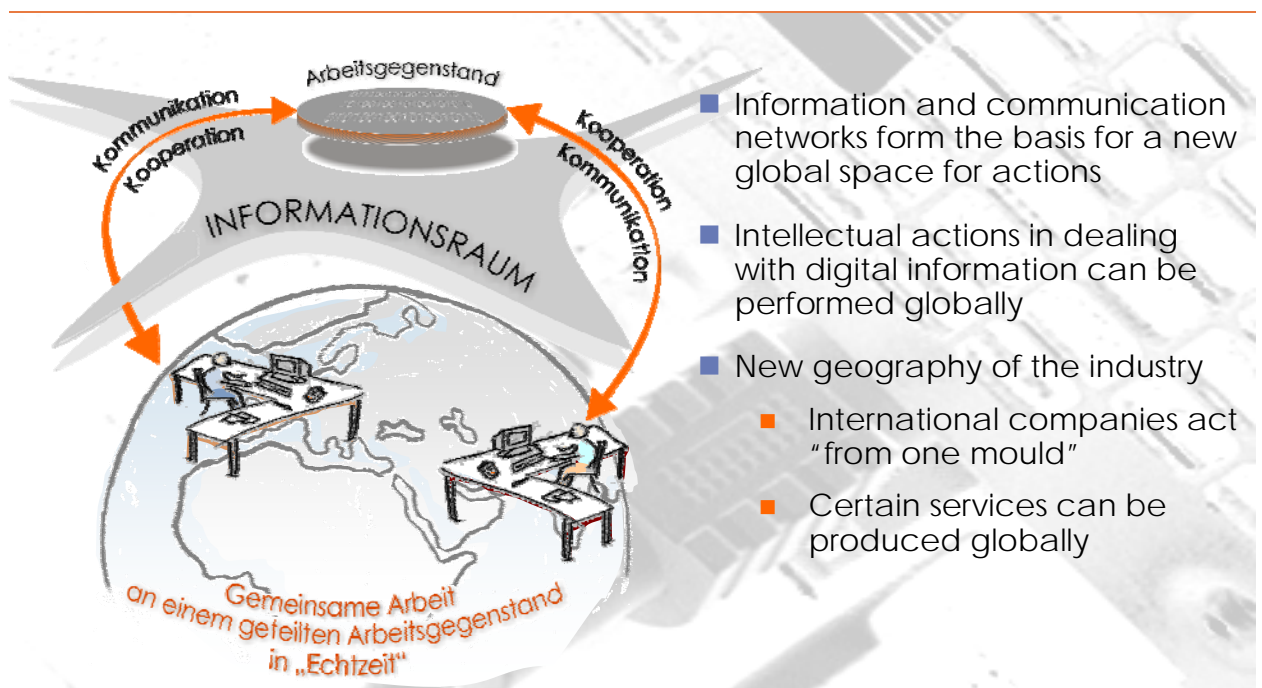 Arbeitsgegenstand
Kommunikation
Kooperation
Kooperation
Kommunikation
INFORMATIONSRAUM
Gemeinsame Arbeit
an einem geteilten Arbeitsgegenstand
in „Echtzeit“
Information and communication
networks form the basis for a new
global space for actions
Intellectual actions in dealing
with digital information can be
performed globally
New geography of the industry
International companies act
“from one mould”
Certain services can be
produced globally